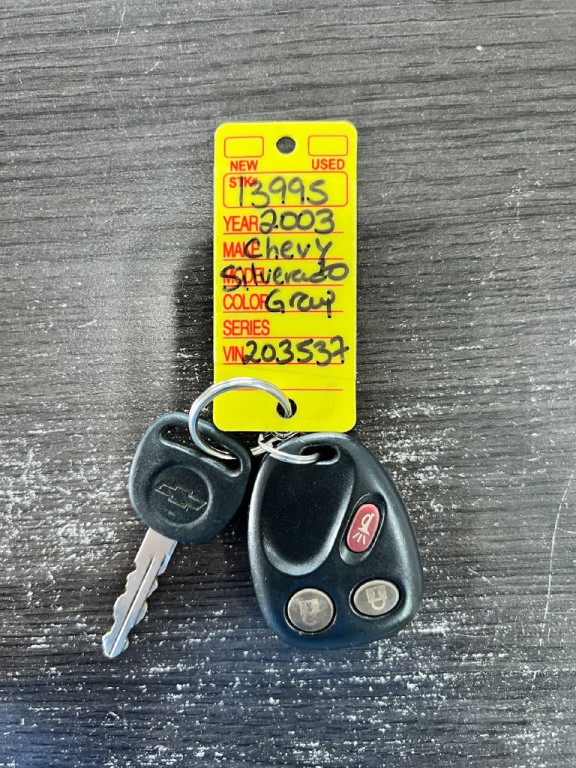 NEW USED
STK# 13995
YEAR 2003
MAKE Chevy
MODEL Silverado
COLOR Gray
SERIES
VIN 203537